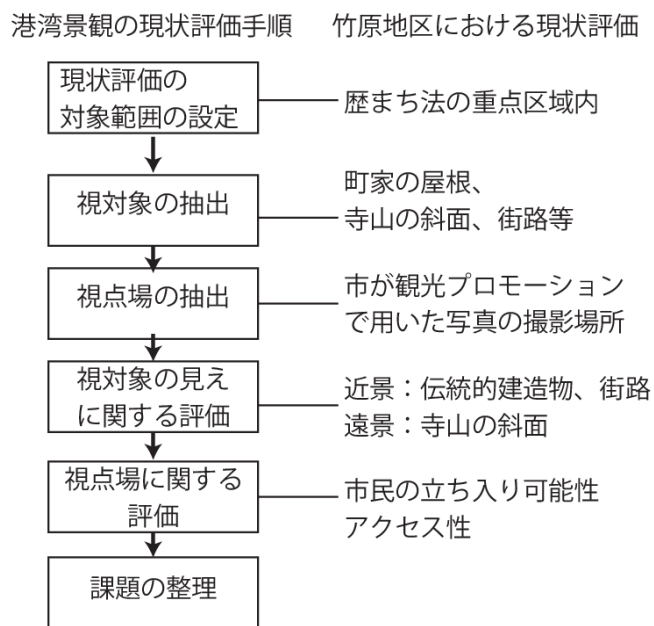 港湾景観の現状評価手順
竹原地区における現状評価
現状評価の
対象範囲の設定
歴まち法の重点区域内
視対象の抽出
町家の屋根、
寺山の斜面、街路等
視点場の抽出
市が観光プロモーション
で用いた写真の撮影場所
視対象の見え
に関する評価
近景：伝統的建造物、街路
遠景：寺山の斜面
視点場に関する
評価
市民の立ち入り可能性
アクセス性
課題の整理